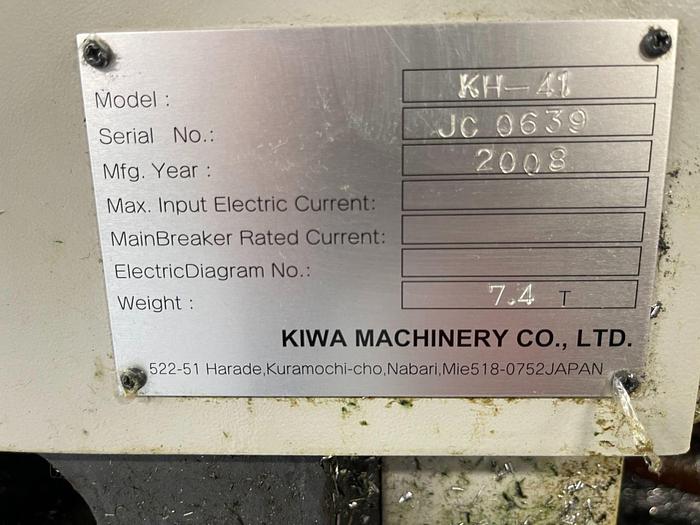 Model : KH-41
Serial No.: JC 0639
Mfg. Year : 2008
Max. Input Electric Current:
MainBreaker Rated Current:
ElectricDiagram No.:
Weight : 7.4 T
KIWA MACHINERY CO., LTD.
522-51 Harade,Kuramochi-cho,Nabari,Mie518-0752JAPAN